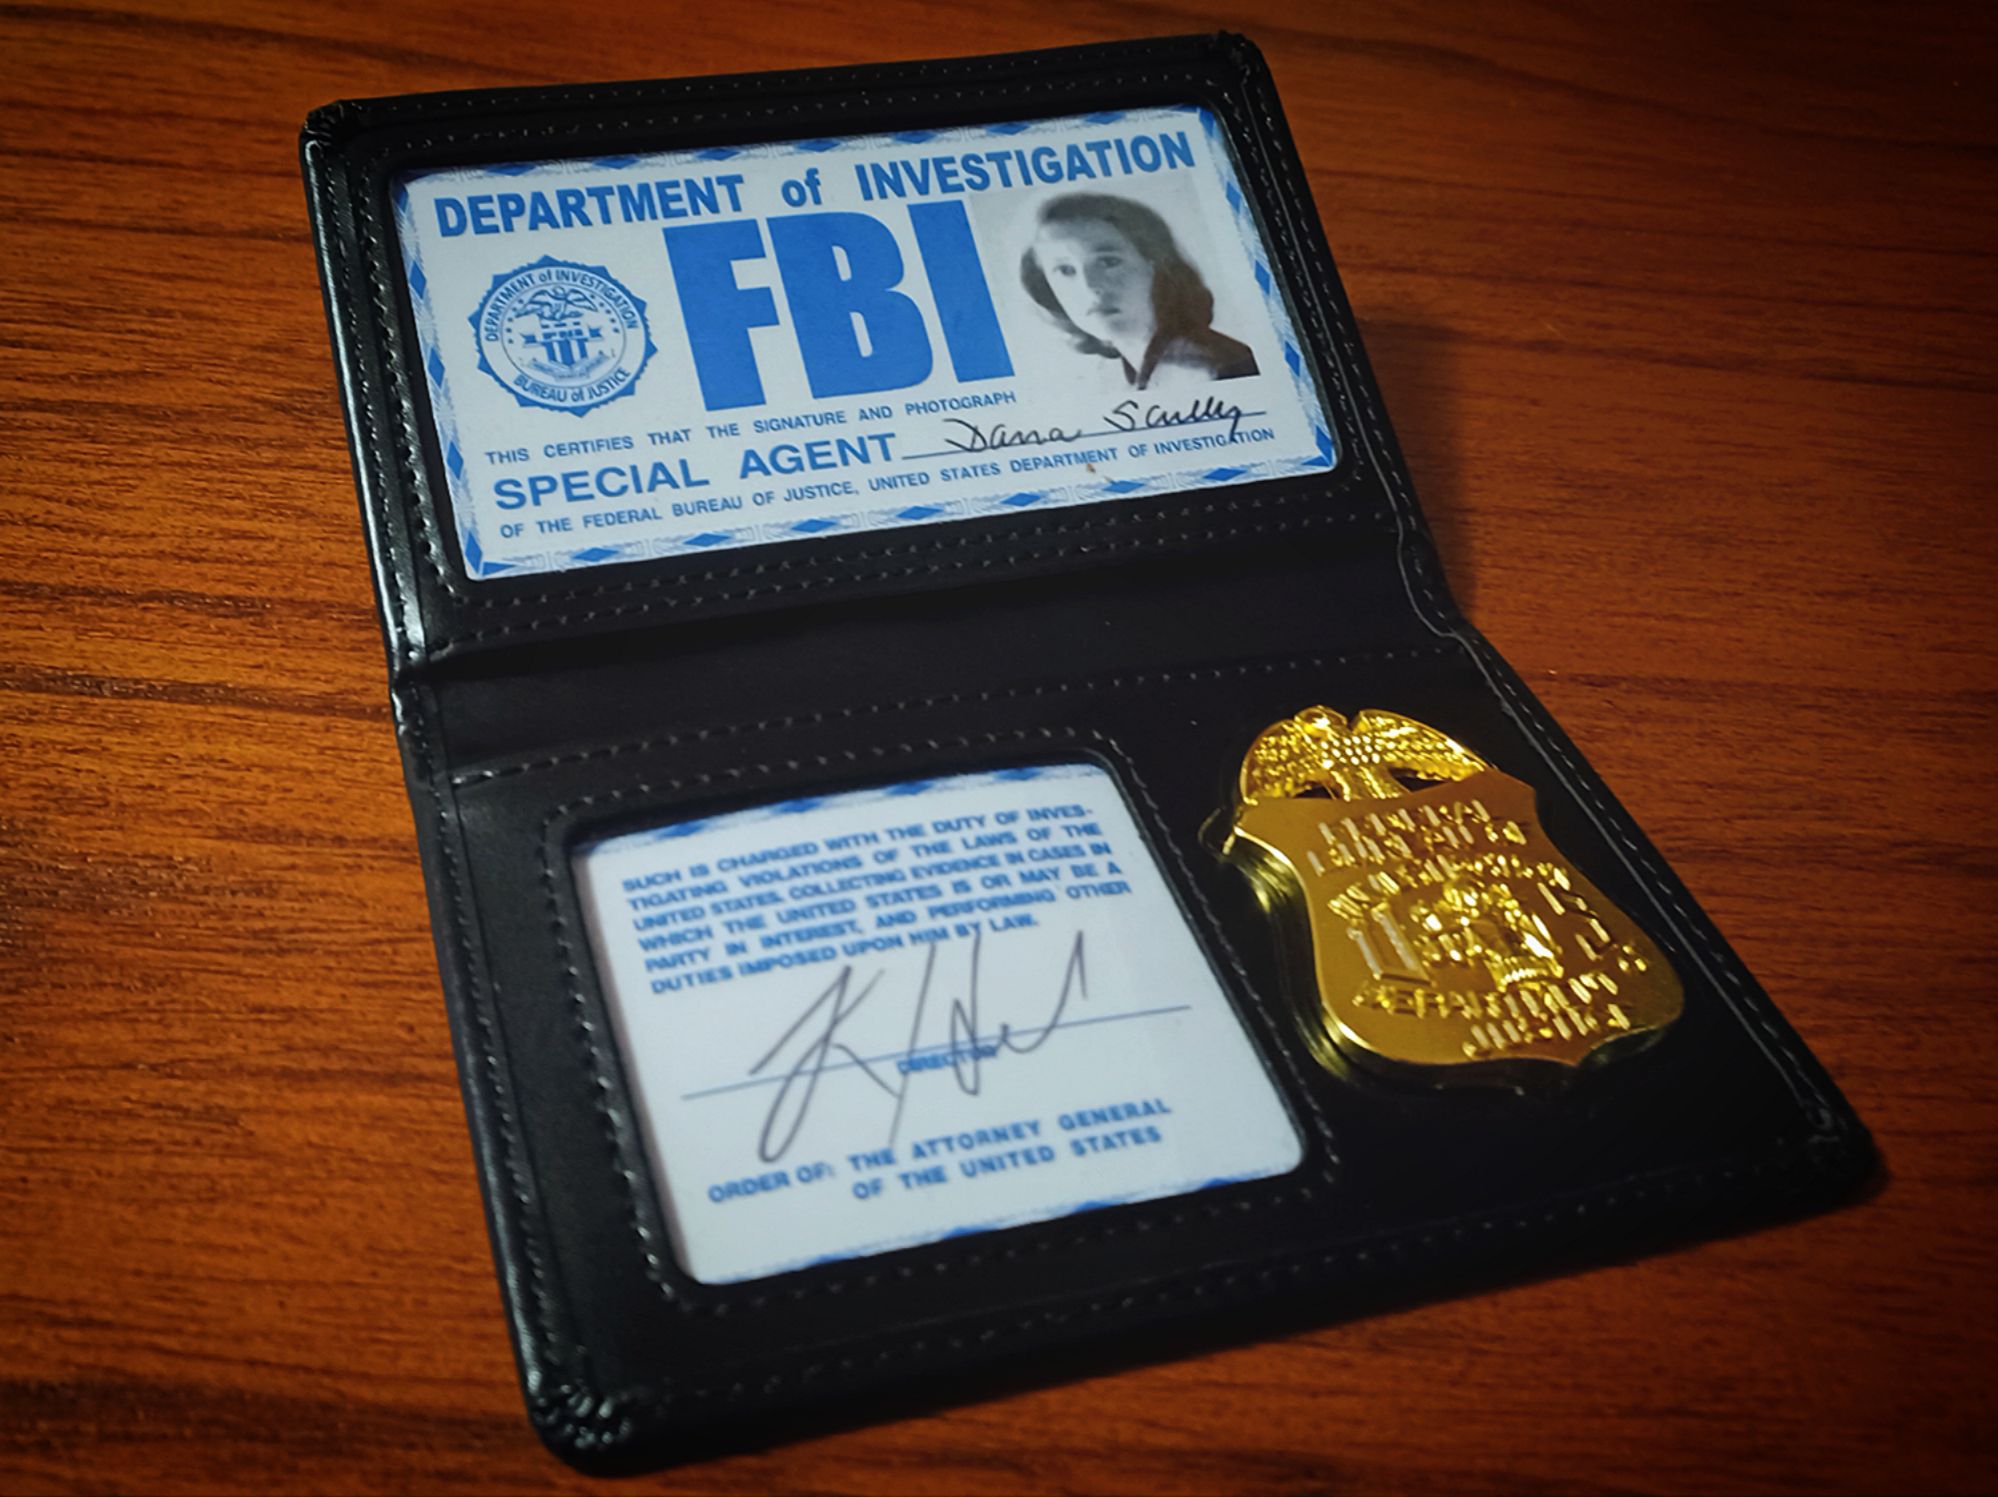 DEPARTMENT of INVESTIGATION
FBI
DEPARTMENT of INVESTIGATION
BUREAU of JUSTICE
THIS CERTIFIES THAT THE SIGNATURE AND PHOTOGRAPH
SPECIAL AGENT Dana Scully
OF THE FEDERAL BUREAU OF JUSTICE, UNITED STATES DEPARTMENT OF INVESTIGATION
SUCH IS CHARGED WITH THE DUTY OF INVES-
TIGATING VIOLATIONS OF THE LAWS OF THE
UNITED STATES, COLLECTING EVIDENCE IN CASES IN
WHICH THE UNITED STATES IS OR MAY BE A
PARTY IN INTEREST, AND PERFORMING OTHER
DUTIES IMPOSED UPON HIM BY LAW.
DIRECTOR
ORDER OF: THE ATTORNEY GENERAL
OF THE UNITED STATES